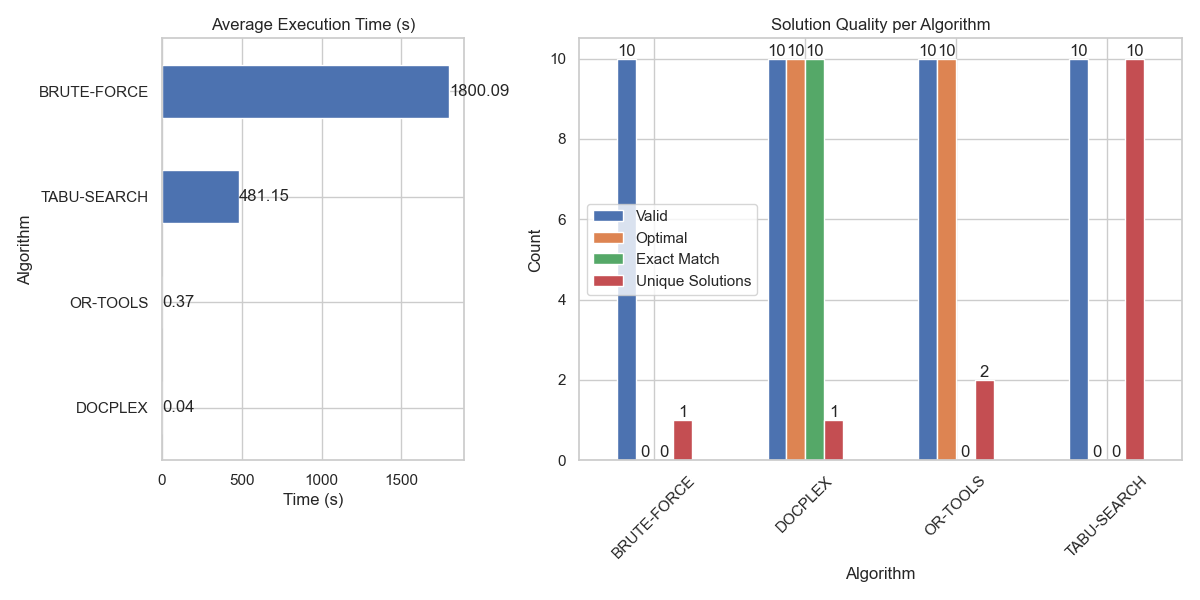 Average Execution Time (s)
BRUTE-FORCE
1800.09
TABU-SEARCH
481.15
OR-TOOLS
0.37
DOCPLEX
0.04
Algorithm
0 500 1000 1500
Time (s)
Solution Quality per Algorithm
10 10 10 10 10 10 10 10
10
8
6
4
2
0
Count
Valid
Optimal
Exact Match
Unique Solutions
0 0 1 1 0 2 0 0
BRUTE-FORCE
DOCPLEX
OR-TOOLS
TABU-SEARCH
Algorithm